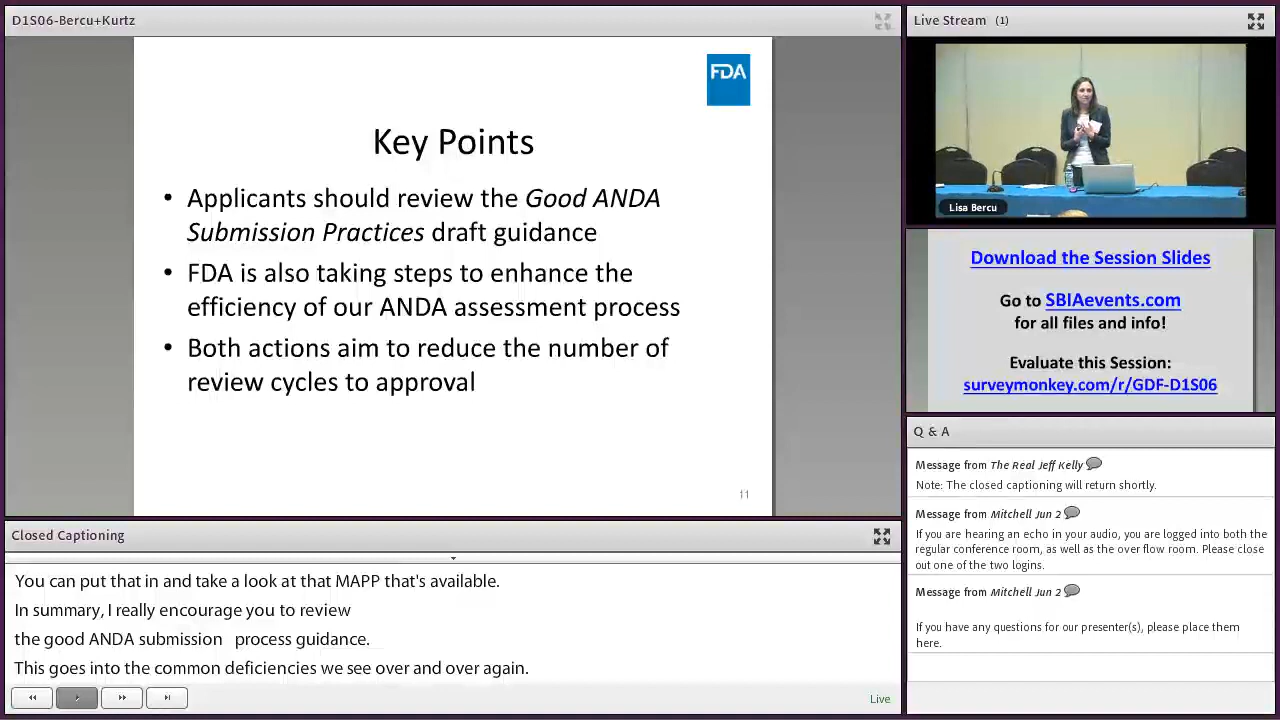 D1S06-Bercu+Kurtz
FDA
Key Points
• Applicants should review the Good ANDA
Submission Practices draft guidance
• FDA is also taking steps to enhance the
efficiency of our ANDA assessment process
• Both actions aim to reduce the number of
review cycles to approval
11
Closed Captioning
You can put that in and take a look at that MAPP that's available.
In summary, I really encourage you to review
the good ANDA submission process guidance.
This goes into the common deficiencies we see over and over again.
Live
Live Stream (1)
Lisa Bercu
Download the Session Slides
Go to SBIAevents.com
for all files and info!
Evaluate this Session:
surveymonkey.com/r/GDF-D1S06
Q & A
Message from The Real Jeff Kelly
Note: The closed captioning will return shortly.
Message from Mitchell Jun 2
If you are hearing an echo in your audio, you are logged into both the
regular conference room, as well as the over flow room. Please close
out one of the two logins.
Message from Mitchell Jun 2
If you have any questions for our presenter(s), please place them
here.